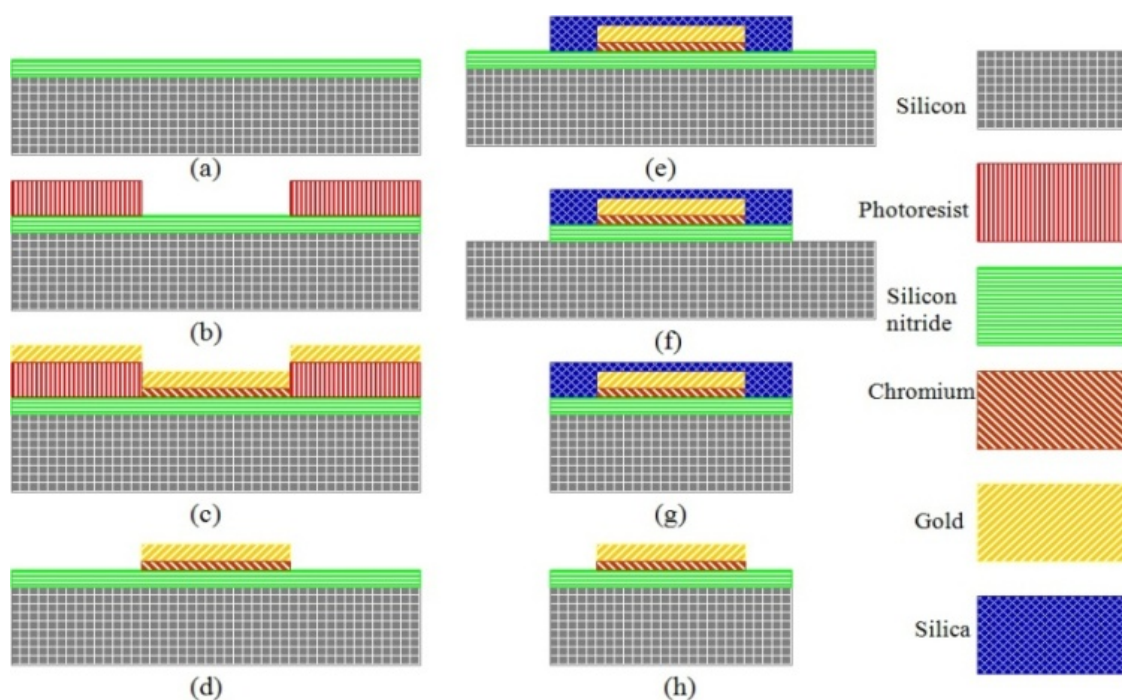 (a)
(b)
(c)
(d)
(e)
(f)
(g)
(h)
Silicon
Photoresist
Silicon
nitride
Chromium
Gold
Silica